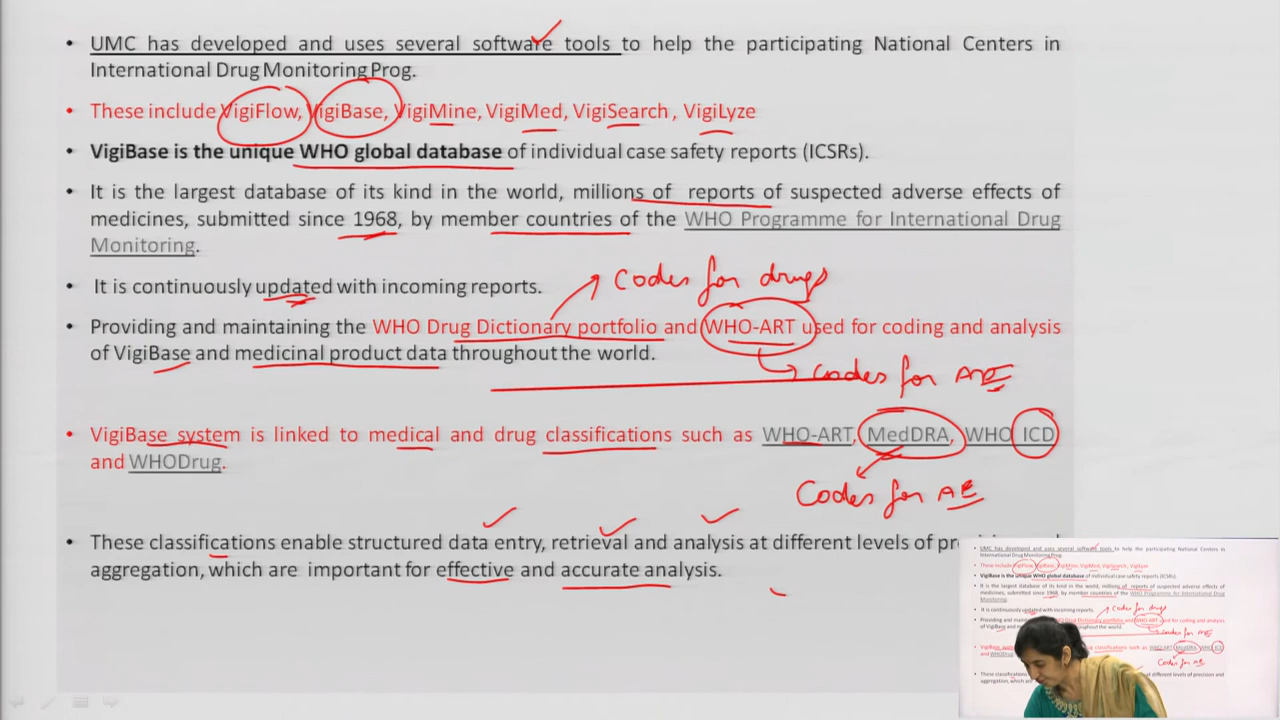 • UMC has developed and uses several software tools to help the participating National Centers in
International Drug Monitoring Prog.
• These include VigiFlow, VigiBase, VigiMine, VigiMed, VigiSearch , VigiLyze
• VigiBase is the unique WHO global database of individual case safety reports (ICSRs).
• It is the largest database of its kind in the world, millions of reports of suspected adverse effects of
medicines, submitted since 1968, by member countries of the WHO Programme for International Drug
Monitoring.
Codes for drugs
• It is continuously updated with incoming reports.
• Providing and maintaining the WHO Drug Dictionary portfolio and WHO-ART used for coding and analysis
of VigiBase and medicinal product data throughout the world.
Codes for AE
• VigiBase system is linked to medical and drug classifications such as WHO-ART, MedDRA, WHO ICD
and WHODrug.
Codes for AE
• These classifications enable structured data entry, retrieval and analysis at different levels of
aggregation, which are important for effective and accurate analysis.